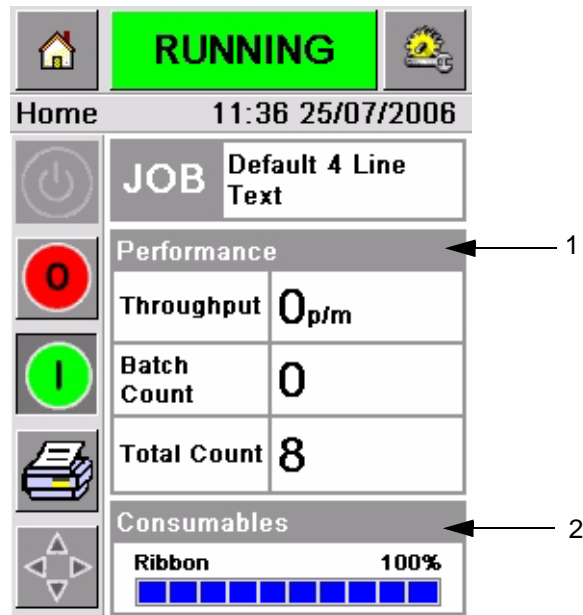 RUNNING
Home 11:36 25/07/2006
JOB Default 4 Line
Text
Performance 1
Throughput 0p/m
Batch
Count 0
Total Count 8
Consumables 2
Ribbon 100%
O
I